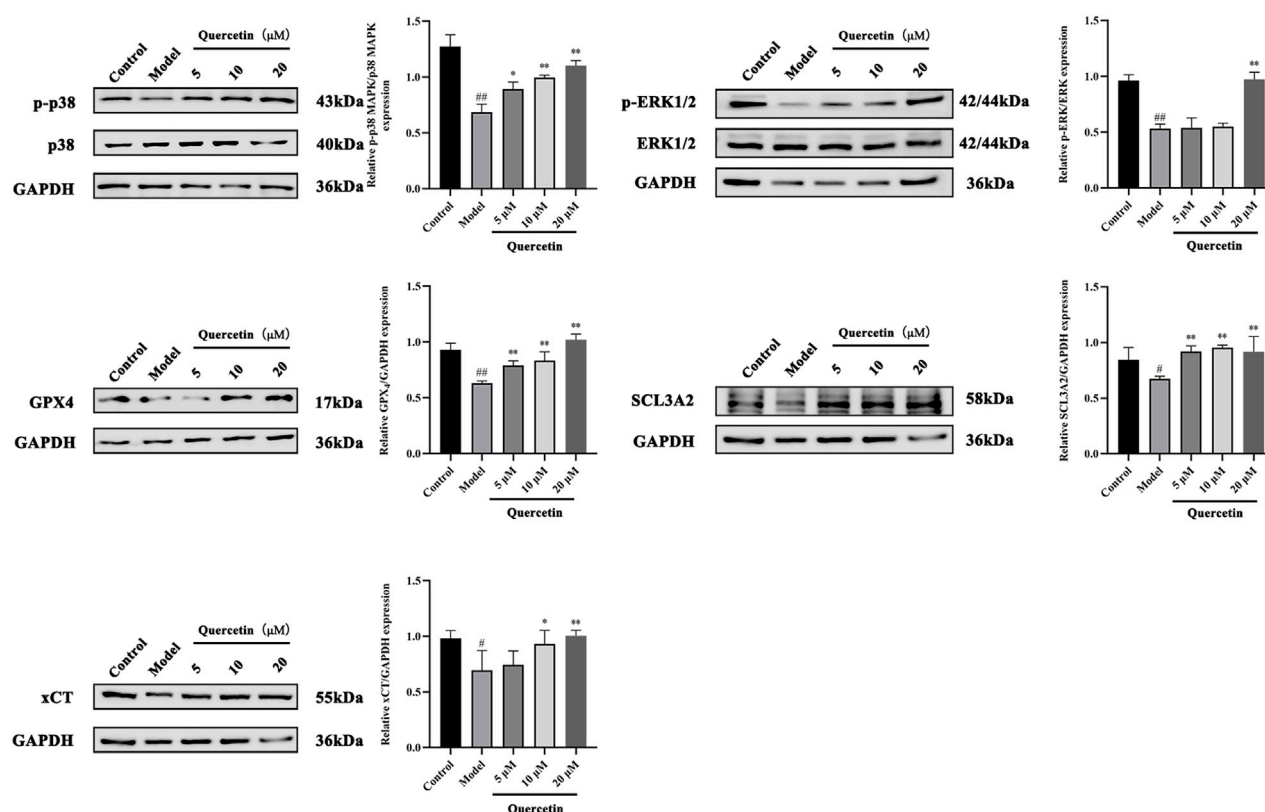 Control
Model
Quercetin (μM)
5
10
20
p-p38
43kDa
p38
40kDa
GAPDH
36kDa
Relative p-p38 MAPK/p38 MAPK
expression
1.5
1.0
0.5
0.0
##
*
**
**
Control
Model
5 μM
10 μM
20 μM
Quercetin
Control
Model
Quercetin (μM)
5
10
20
p-ERK1/2
42/44kDa
ERK1/2
42/44kDa
GAPDH
36kDa
Relative p-ERK/ERK expression
1.5
1.0
0.5
0.0
##
**
Control
Model
5 μM
10 μM
20 μM
Quercetin
Control
Model
Quercetin (μM)
5
10
20
GPX4
17kDa
GAPDH
36kDa
Relative GPX4/GAPDH expression
1.5
1.0
0.5
0.0
##
**
**
**
Control
Model
5 μM
10 μM
20 μM
Quercetin
Control
Model
Quercetin (μM)
5
10
20
SCL3A2
58kDa
GAPDH
36kDa
Relative SCL3A2/GAPDH expression
1.5
1.0
0.5
0.0
#
**
**
**
Control
Model
5 μM
10 μM
20 μM
Quercetin
Control
Model
Quercetin (μM)
5
10
20
xCT
55kDa
GAPDH
36kDa
Relative xCT/GAPDH expression
1.5
1.0
0.5
0.0
#
*
**
Control
Model
5 μM
10 μM
20 μM
Quercetin